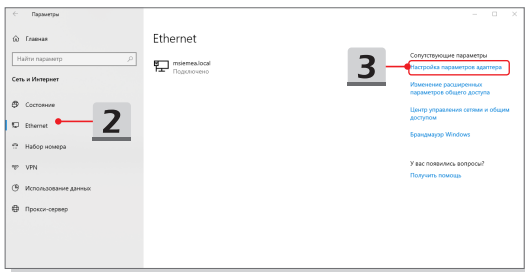 Параметры
Главная
Найти параметр
Сеть и Интернет
Состояние
Ethernet
2
Набор номера
VPN
Использование данных
Прокси-сервер
Ethernet
msiemea.local
Подключено
3
Сопутствующие параметры
Настройка параметров адаптера
Изменение расширенных
параметров общего доступа
Центр управления сетями и общим
доступом
Брандмауэр Windows
У вас появились вопросы?
Получить помощь